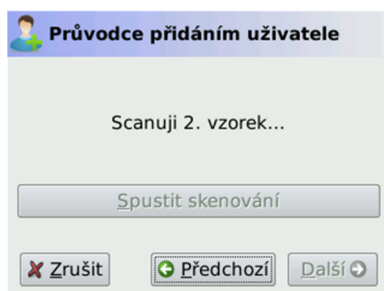 Průvodce přidáním uživatele
Scanuji 2. vzorek...
Spustit skenování
Zrušit
Předchozí
Další